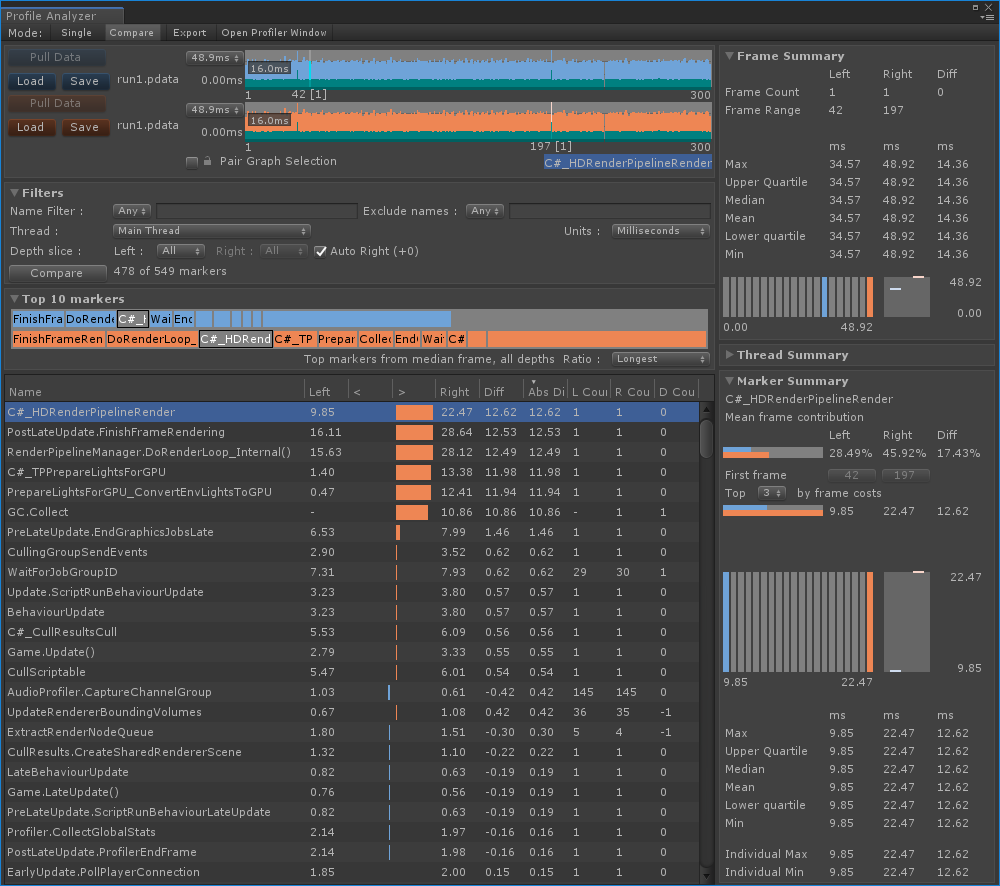 Profile Analyzer
Mode: Single Compare Export Open Profiler Window
Pull Data
Load Save run1.pdata
48.9ms
16.0ms
0.00ms
1 42 [1] 300
Pull Data
Load Save run1.pdata
48.9ms
16.0ms
0.00ms
1 197 [1] 300
Pair Graph Selection C#_HDRenderPipelineRender
Filters
Name Filter : Any Exclude names : Any
Thread : Main Thread Units : Milliseconds
Depth slice : Left : All Right : All Auto Right (+0)
Compare 478 of 549 markers
Top 10 markers
FinishFra DoRende C#_H Wai End
FinishFrameRen DoRenderLoop_ C#_HDRend C#_TP Prepar Collec End Wai C#
Top markers from median frame, all depths Ratio : Longest
Name Left < > Right Diff Abs Di L Cou R Cou D Cou
C#_HDRenderPipelineRender 9.85 22.47 12.62 12.62 1 1 0
PostLateUpdate.FinishFrameRendering 16.11 28.64 12.53 12.53 1 1 0
RenderPipelineManager.DoRenderLoop_Internal() 15.63 28.12 12.49 12.49 1 1 0
C#_TPPrepareLightsForGPU 1.40 13.38 11.98 11.98 1 1 0
PrepareLightsForGPU_ConvertEnvLightsToGPU 0.47 12.41 11.94 11.94 1 1 0
GC.Collect - 10.86 10.86 10.86 - 1 1
PreLateUpdate.EndGraphicsJobsLate 6.53 7.99 1.46 1.46 1 1 0
CullingGroupSendEvents 2.90 3.52 0.62 0.62 1 1 0
WaitForJobGroupID 7.31 7.93 0.62 0.62 29 30 1
Update.ScriptRunBehaviourUpdate 3.23 3.80 0.57 0.57 1 1 0
BehaviourUpdate 3.23 3.80 0.57 0.57 1 1 0
C#_CullResultsCull 5.53 6.09 0.56 0.56 1 1 0
Game.Update() 2.79 3.33 0.55 0.55 1 1 0
CullScriptable 5.47 6.01 0.54 0.54 1 1 0
AudioProfiler.CaptureChannelGroup 1.03 0.61 -0.42 0.42 145 145 0
UpdateRendererBoundingVolumes 0.67 1.08 0.42 0.42 36 35 -1
ExtractRenderNodeQueue 1.80 1.51 -0.30 0.30 5 4 -1
CullResults.CreateSharedRendererScene 1.32 1.10 -0.22 0.22 1 1 0
LateBehaviourUpdate 0.82 0.63 -0.19 0.19 1 1 0
Game.LateUpdate() 0.76 0.56 -0.19 0.19 1 1 0
PreLateUpdate.ScriptRunBehaviourLateUpdate 0.82 0.63 -0.19 0.19 1 1 0
Profiler.CollectGlobalStats 2.14 1.97 -0.16 0.16 1 1 0
PostLateUpdate.ProfilerEndFrame 2.14 1.98 -0.16 0.16 1 1 0
EarlyUpdate.PollPlayerConnection 1.85 2.00 0.15 0.15 1 1 0
Frame Summary
Left Right Diff
Frame Count 1 1 0
Frame Range 42 197
ms ms ms
Max 34.57 48.92 14.36
Upper Quartile 34.57 48.92 14.36
Median 34.57 48.92 14.36
Mean 34.57 48.92 14.36
Lower quartile 34.57 48.92 14.36
Min 34.57 48.92 14.36
48.92
0.00
0.00 48.92
Thread Summary
Marker Summary
C#_HDRenderPipelineRender
Mean frame contribution
Left Right Diff
28.49% 45.92% 17.43%
First frame 42 197
Top 3 by frame costs
9.85 22.47 12.62
22.47
9.85
9.85 22.47
ms ms ms
Max 9.85 22.47 12.62
Upper Quartile 9.85 22.47 12.62
Median 9.85 22.47 12.62
Mean 9.85 22.47 12.62
Lower quartile 9.85 22.47 12.62
Min 9.85 22.47 12.62
Individual Max 9.85 22.47 12.62
Individual Min 9.85 22.47 12.62